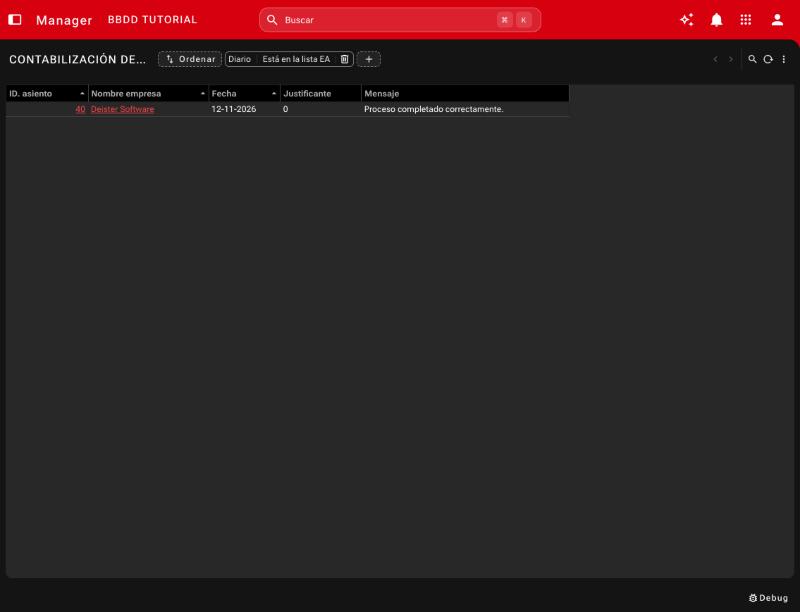 Manager BBDD TUTORIAL Buscar ⌘ K
CONTABILIZACIÓN DE... Ordenar Diario Está en la lista EA +
ID. asiento Nombre empresa Fecha Justificante Mensaje
40 Deister Software 12-11-2026 0 Proceso completado correctamente.
Debug